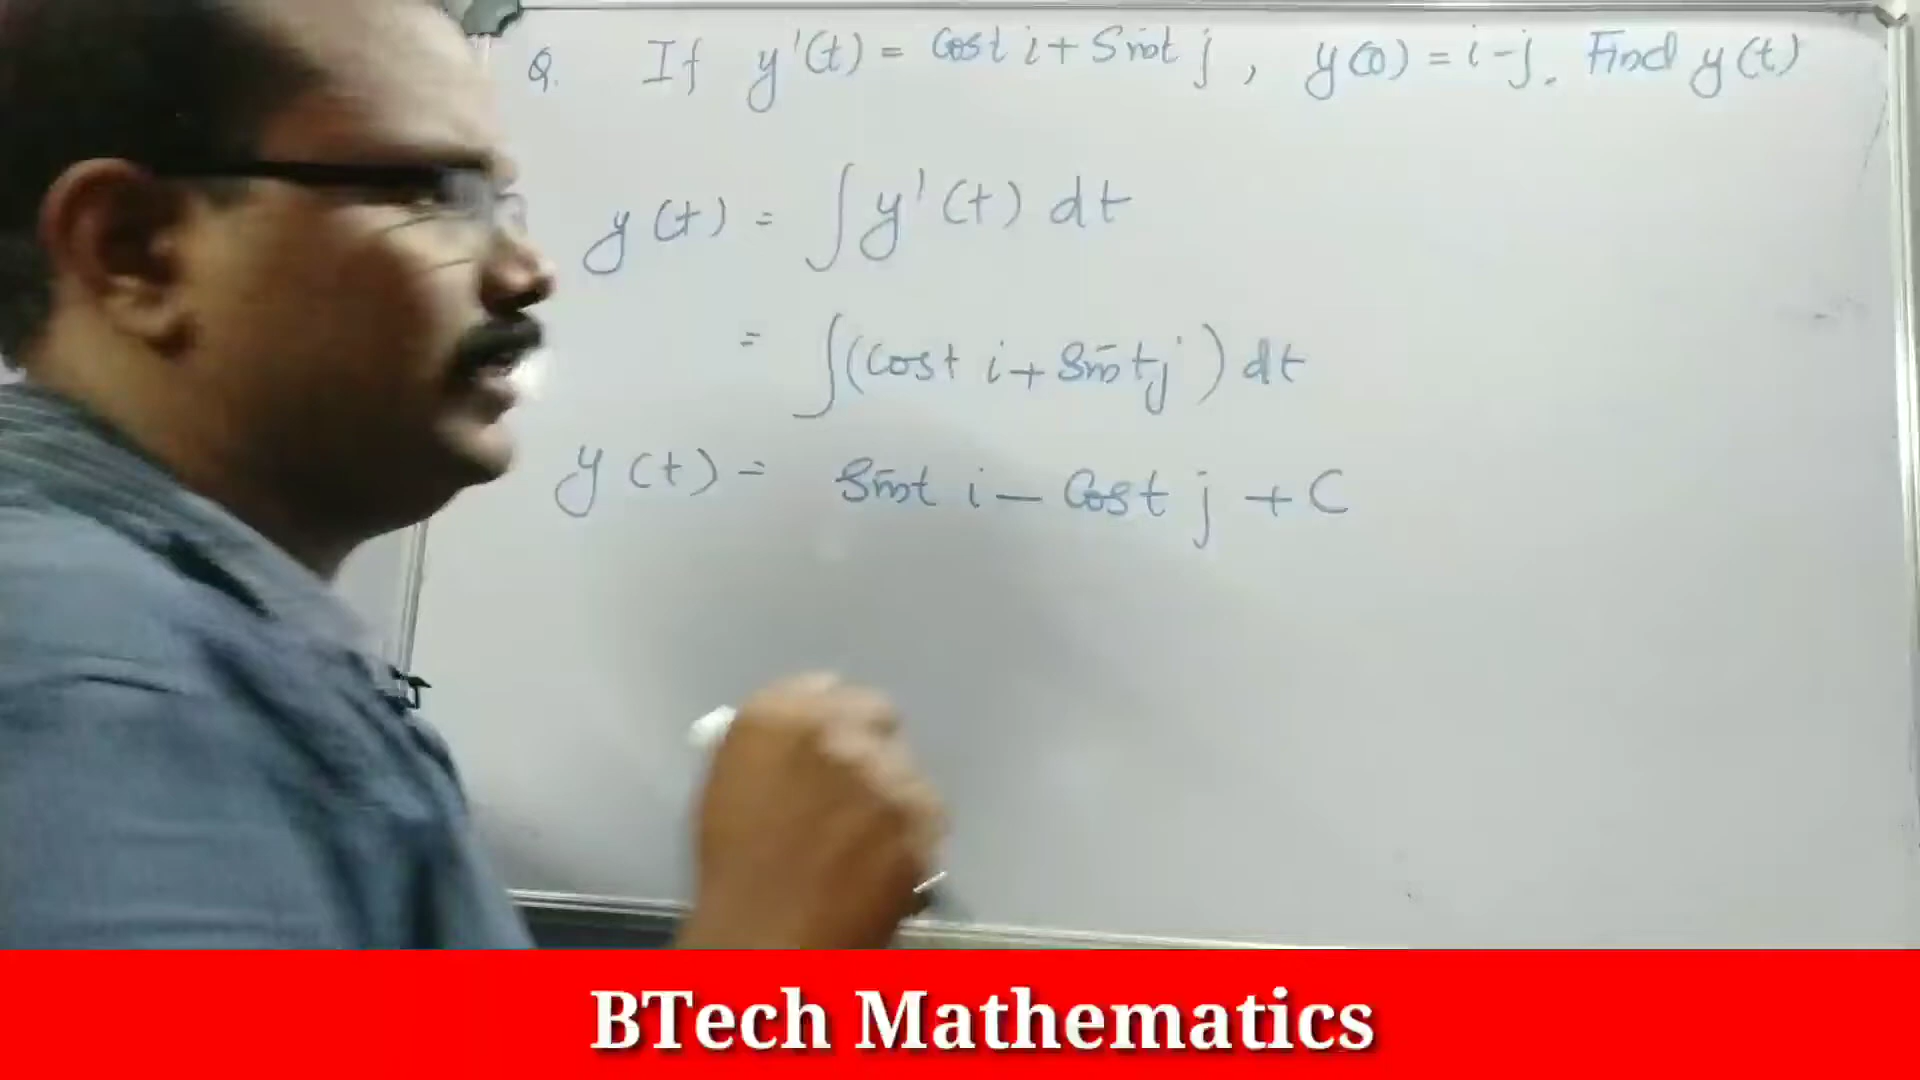 Q. If y'(t) = Cost i + Sint j, y(0) = i - j. Find y(t)
y(t) = ∫ y'(t) dt
= ∫(Cost i + Sint j) dt
y(t) = Sint i - Cost j + C
BTech Mathematics